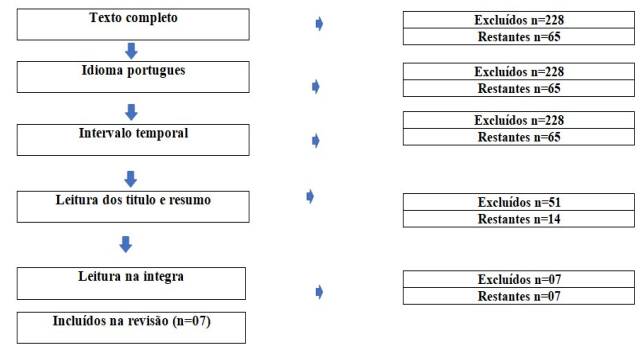 Texto completo
Excluídos n=228
Restantes n=65
Idioma portugues
Excluídos n=228
Restantes n=65
Intervalo temporal
Excluídos n=228
Restantes n=65
Leitura dos titulo e resumo
Excluídos n=51
Restantes n=14
Leitura na integra
Excluídos n=07
Restantes n=07
Incluídos na revisão (n=07)